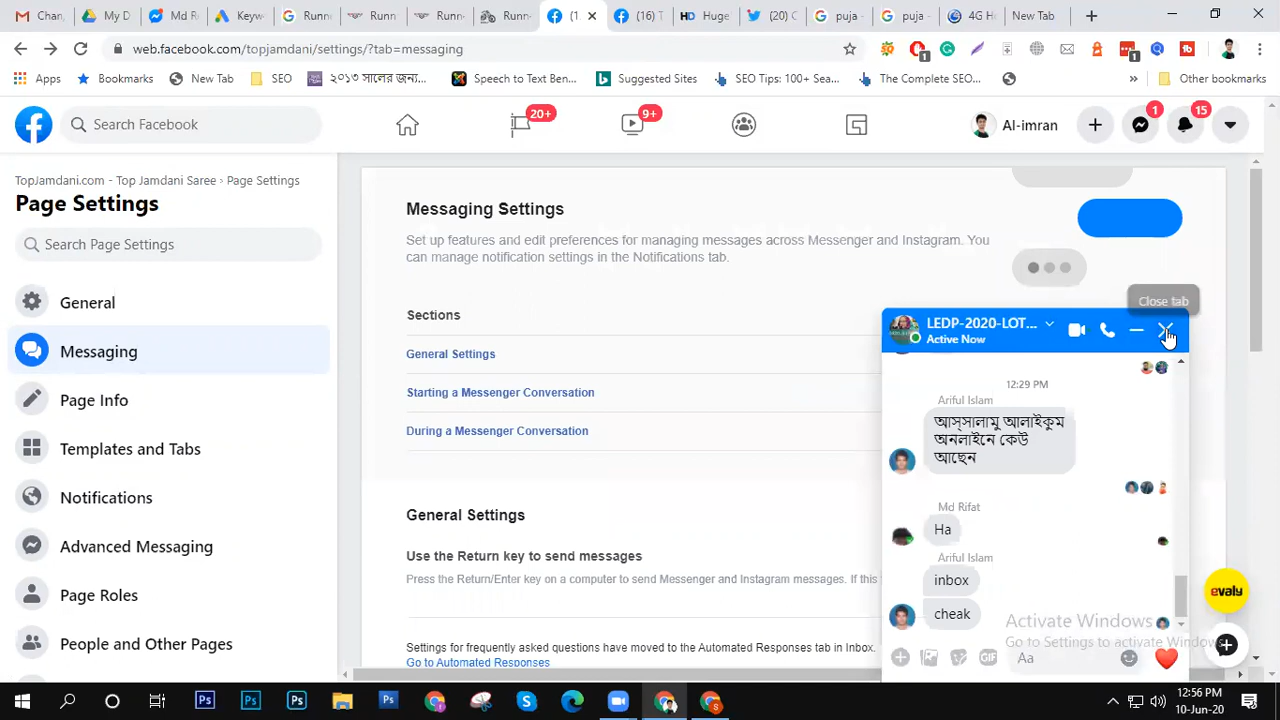 (1.
(16) T
Md Ri
Keyw
Runn
Runn
Runn
Runn
Huge
(20) C
puja -
puja -
4G H
New Tab
web.facebook.com/topjamdani/settings/?tab=messaging
Apps
Bookmarks
New Tab
SEO
২০১৩ সালের জন্য...
Speech to Text Ben...
Suggested Sites
SEO Tips: 100+ Sea...
The Complete SEO...
Other bookmarks
Search Facebook
20+
9+
Al-imran
1
15
TopJamdani.com - Top Jamdani Saree › Page Settings
Page Settings
Search Page Settings
General
Messaging
Page Info
Templates and Tabs
Notifications
Advanced Messaging
Page Roles
People and Other Pages
Messaging Settings
Set up features and edit preferences for managing messages across Messenger and Instagram. You
can manage notification settings in the Notifications tab.
Sections
General Settings
Starting a Messenger Conversation
During a Messenger Conversation
General Settings
Use the Return key to send messages
Press the Return/Enter key on a computer to send Messenger and Instagram messages. If this
Settings for frequently asked questions have moved to the Automated Responses tab in Inbox.
Go to Automated Responses
Close tab
LEDP-2020-LOT...
Active Now
12:29 PM
Ariful Islam
আস্সালামু আলাইকুম
অনলাইনে কেউ
আছেন
Md Rifat
Ha
Ariful Islam
inbox
cheak
Aa
GIF
evaly
Activate Windows
Go to Settings to activate Windows.
12:56 PM
10-Jun-20